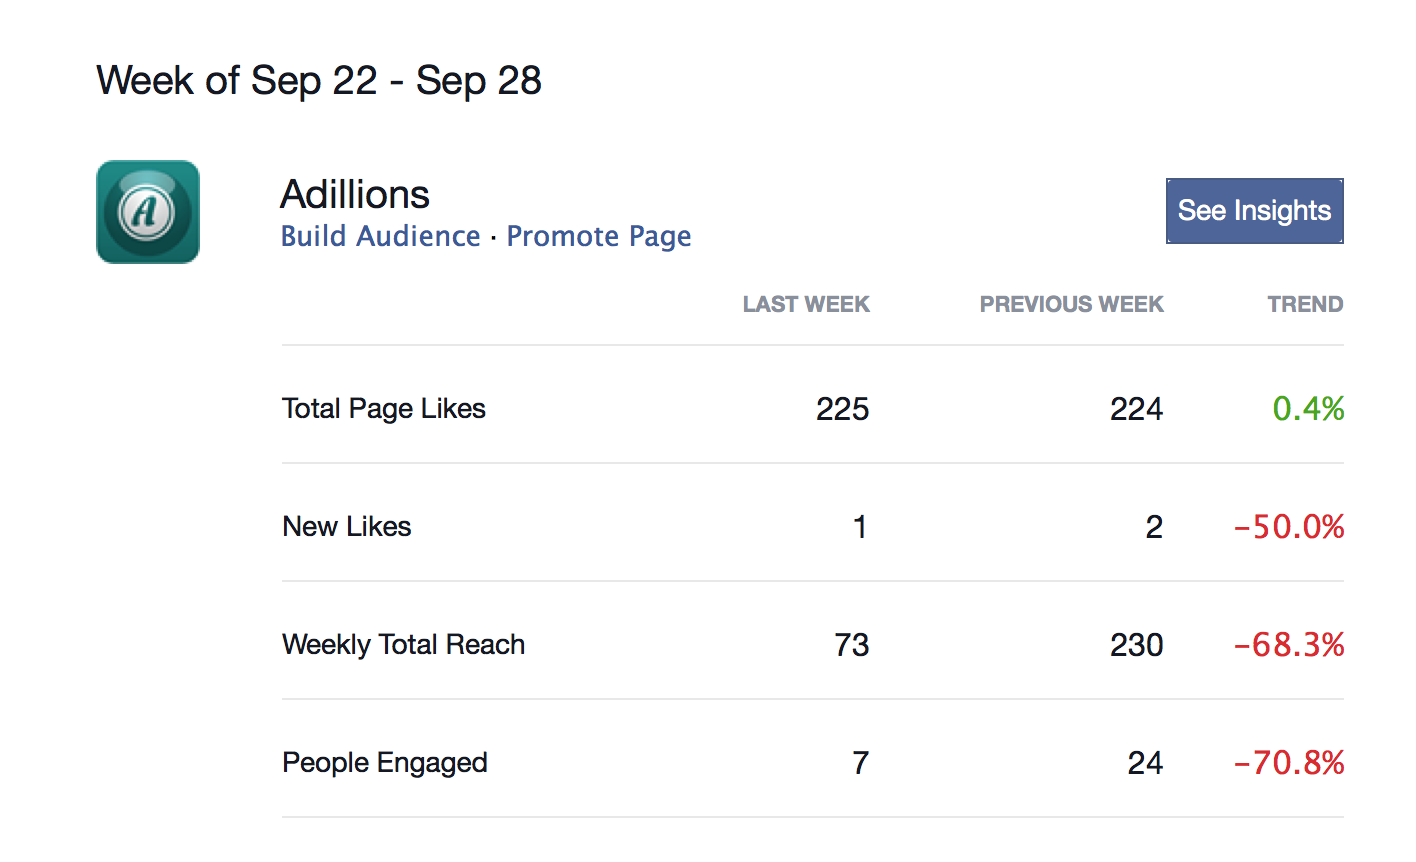 Week of Sep 22 - Sep 28
A
Adillions
Build Audience · Promote Page
See Insights
LAST WEEK PREVIOUS WEEK TREND
Total Page Likes 225 224 0.4%
New Likes 1 2 −50.0%
Weekly Total Reach 73 230 −68.3%
People Engaged 7 24 −70.8%